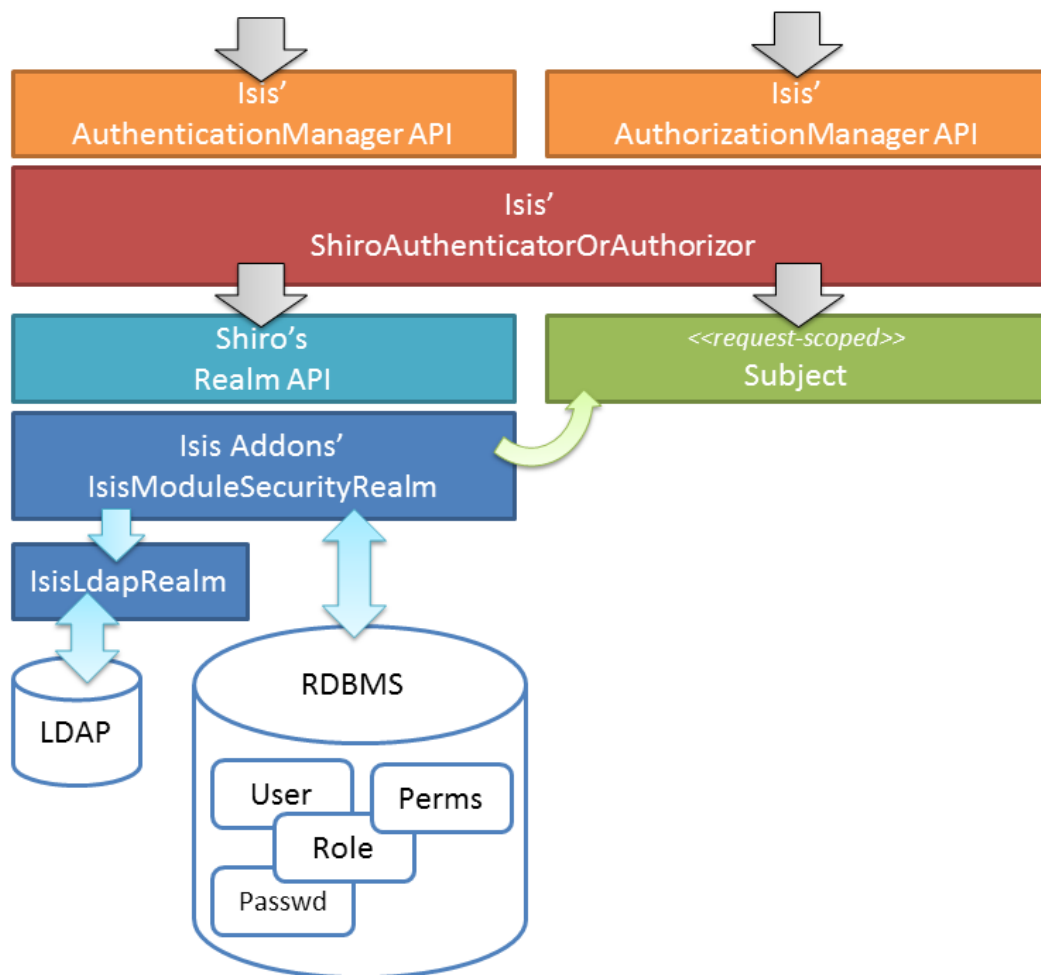 Isis’
AuthenticationManager API
Isis’
AuthorizationManager API
Isis’
ShiroAuthenticatorOrAuthorizor
Shiro’s
Realm API
<<request-scoped>>
Subject
Isis Addons’
IsisModuleSecurityRealm
IsisLdapRealm
LDAP
RDBMS
User
Perms
Role
Passwd